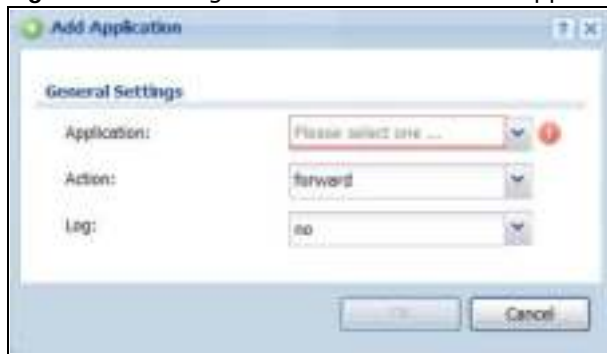 Add Application ? X
General Settings
Application: Please select one ...
Action: forward
Log: no
Cancel